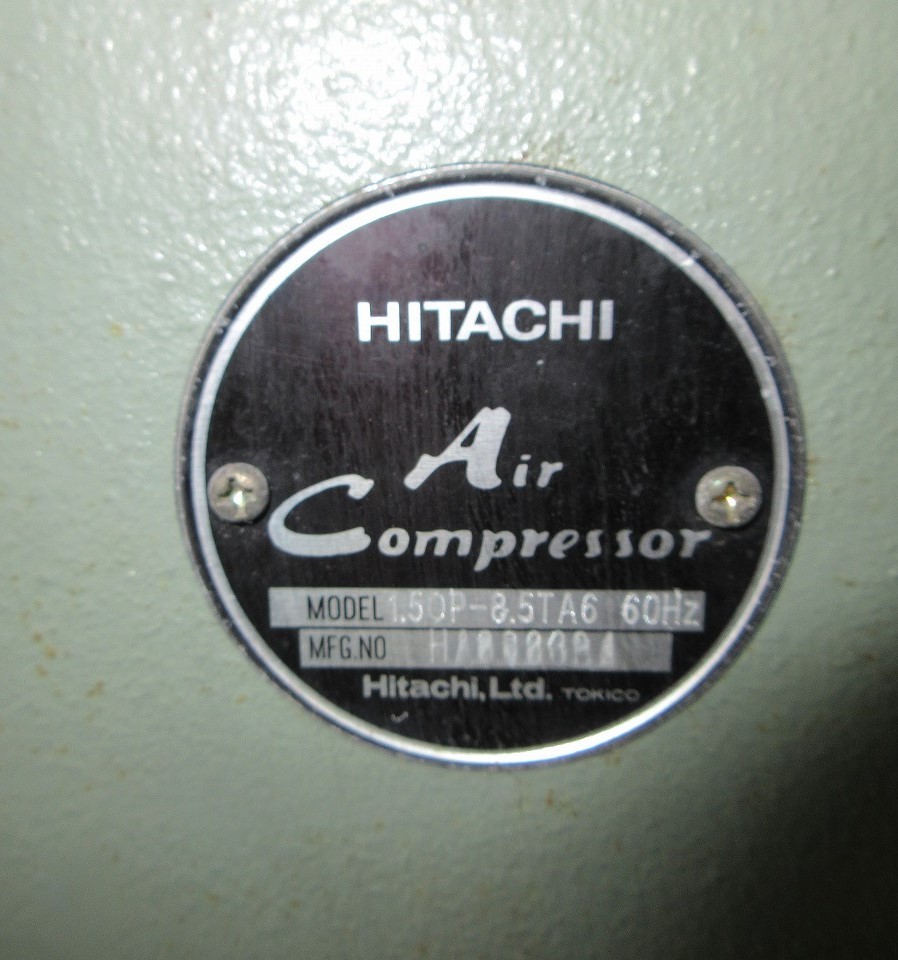 HITACHI
Air
Compressor
MODEL 1.5OP-8.5TA6 60Hz
MFG.NO
Hitachi, Ltd. TOKICO